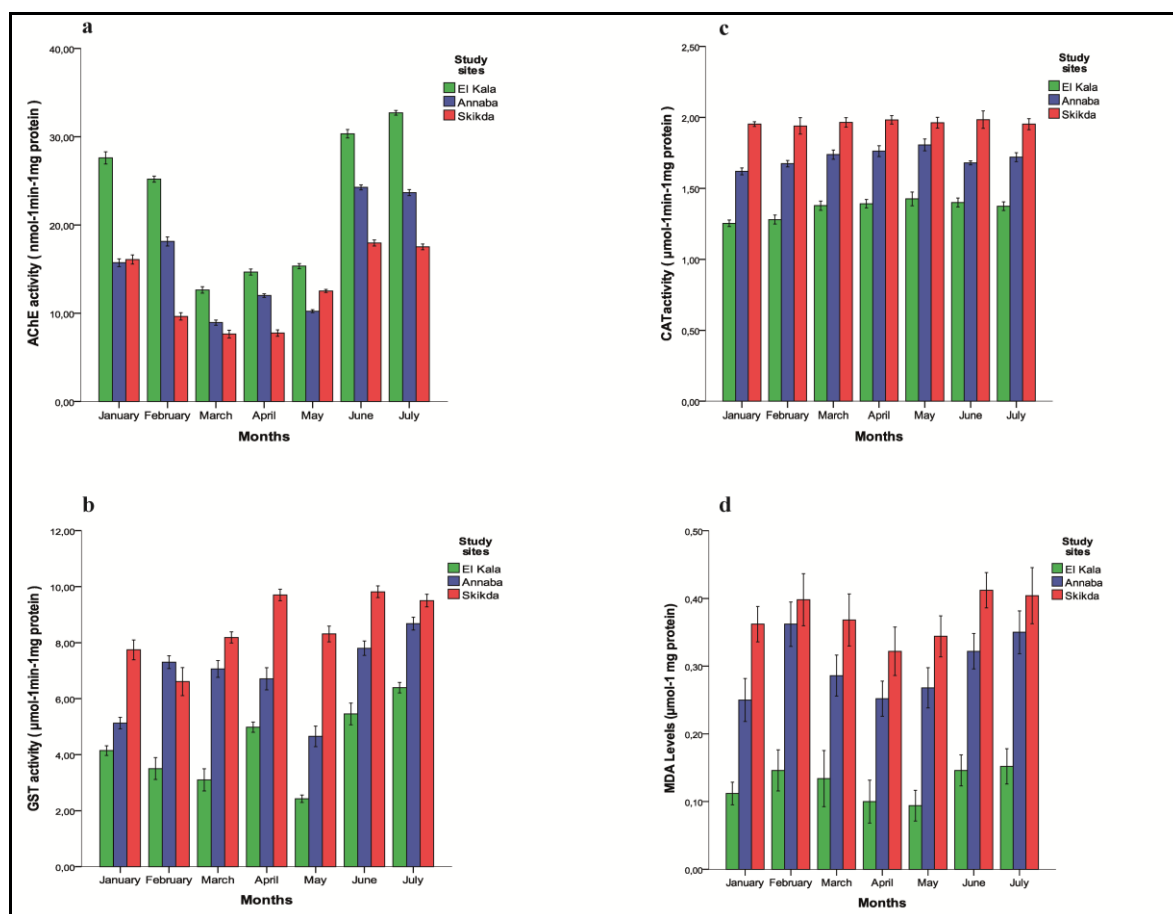 a
AChE activity ( nmol-1min-1mg protein )
40,00
30,00
20,00
10,00
0,00
January February March April May June July
Months
Study
sites
El Kala
Annaba
Skikda
c
CATactivity ( µmol-1min-1mg protein )
2,50
2,00
1,50
1,00
0,50
0,00
January February March April May June July
Months
Study
sites
El Kala
Annaba
Skikda
b
GST activity ( µmol-1min-1mg protein )
12,00
10,00
8,00
6,00
4,00
2,00
0,00
January February March April May June July
Months
Study
sites
El Kala
Annaba
Skikda
d
MDA Levels (µmol-1 mg protein)
0,50
0,40
0,30
0,20
0,10
0,00
January February March April May June July
Months
Study
sites
El Kala
Annaba
Skikda